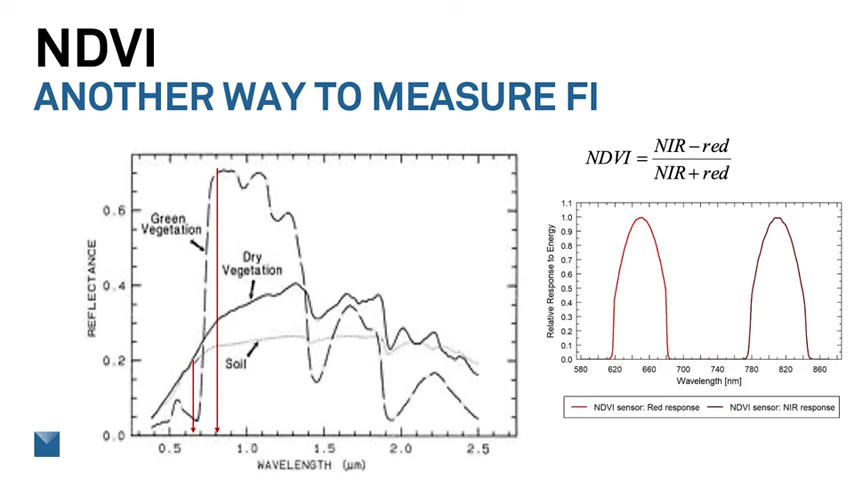 NDVI
ANOTHER WAY TO MEASURE FI
NDVI = NIR − red
NIR + red
REFLECTANCE
0.6
0.4
0.2
0.0
Green
Vegetation
Dry
Vegetation
Soil
0.5 1.0 1.5 2.0 2.5
WAVELENGTH (μm)
Relative Response to Energy
1.1
1.0
0.9
0.8
0.7
0.6
0.5
0.4
0.3
0.2
0.1
0.0
580 620 660 700 740 780 820 860
Wavelength [nm]
NDVI sensor: Red response NDVI sensor: NIR response